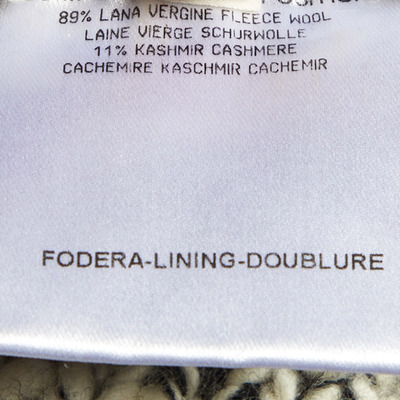 89% LANA VERGINE FLEECE WOOL
LAINE VIERGE SCHURWOLLE
11% KASHMIR CASHMERE
CACHEMIRE KASCHMIR CACHEMIR
FODERA-LINING-DOUBLURE